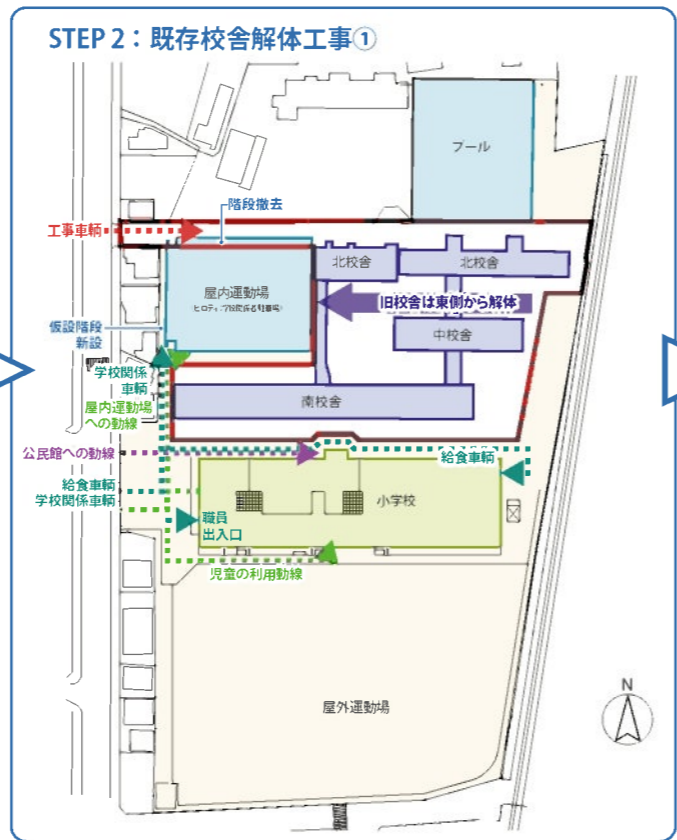 STEP 2：既存校舎解体工事①
プール
階段撤去
工事車輌
北校舎
北校舎
屋内運動場
旧校舎は東側から解体
仮設階段
新設
中校舎
学校関係
車輌
屋内運動場
への動線
南校舎
公民館への動線
給食車輌
給食車輌
学校関係車輌
小学校
職員
出入口
児童の利用動線
屋外運動場
N